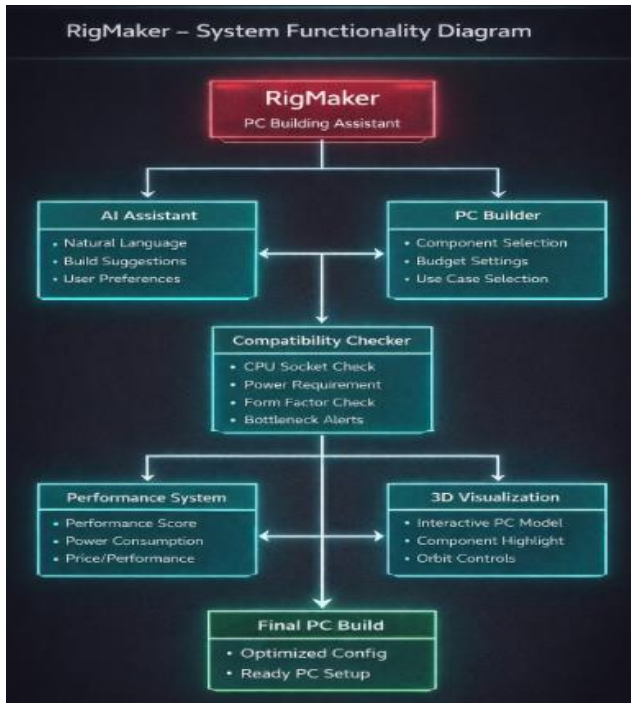 RigMaker – System Functionality Diagram
RigMaker
PC Building Assistant
AI Assistant
• Natural Language
• Build Suggestions
• User Preferences
PC Builder
• Component Selection
• Budget Settings
• Use Case Selection
Compatibility Checker
• CPU Socket Check
• Power Requirement
• Form Factor Check
• Bottleneck Alerts
Performance System
• Performance Score
• Power Consumption
• Price/Performance
3D Visualization
• Interactive PC Model
• Component Highlight
• Orbit Controls
Final PC Build
• Optimized Config
• Ready PC Setup